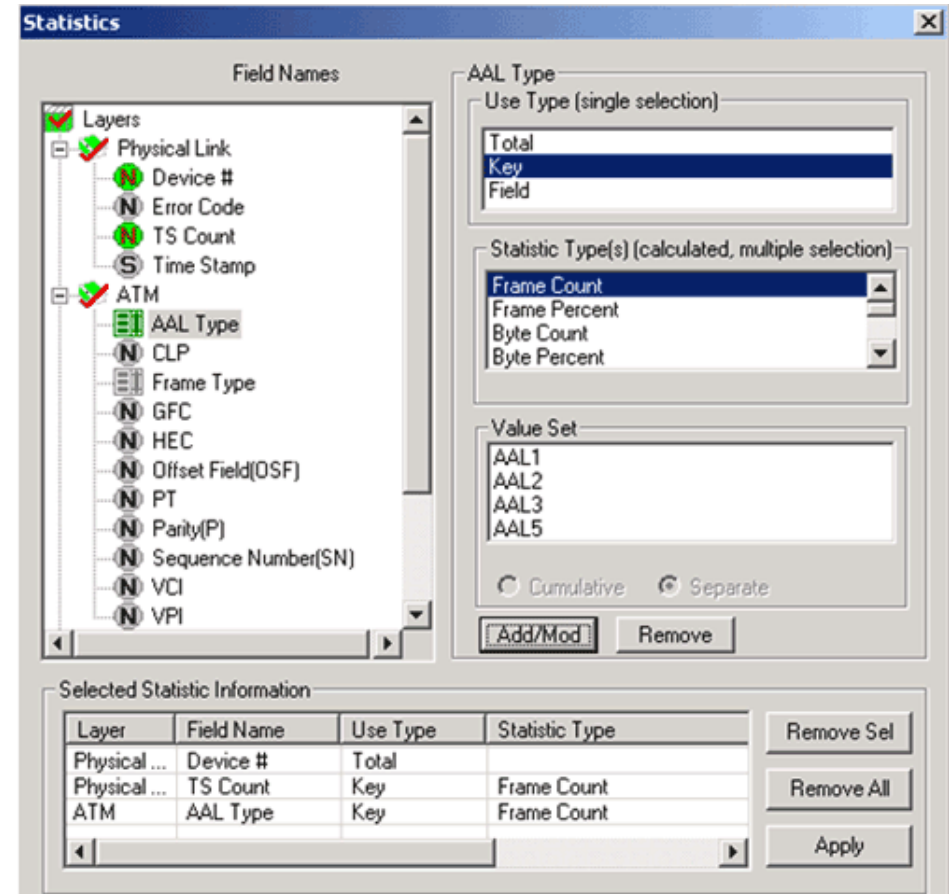 Statistics
Field Names
Layers
Physical Link
N Device #
N Error Code
N TS Count
S Time Stamp
ATM
AAL Type
N CLP
Frame Type
N GFC
N HEC
N Offset Field(OSF)
N PT
N Parity(P)
N Sequence Number(SN)
N VCI
N VPI
AAL Type
Use Type (single selection)
Total
Key
Field
Statistic Type(s) (calculated, multiple selection)
Frame Count
Frame Percent
Byte Count
Byte Percent
Value Set
AAL1
AAL2
AAL3
AAL5
Cumulative Separate
Add/Mod Remove
Selected Statistic Information
Layer Field Name Use Type Statistic Type
Physical ... Device # Total
Physical ... TS Count Key Frame Count
ATM AAL Type Key Frame Count
Remove Sel
Remove All
Apply